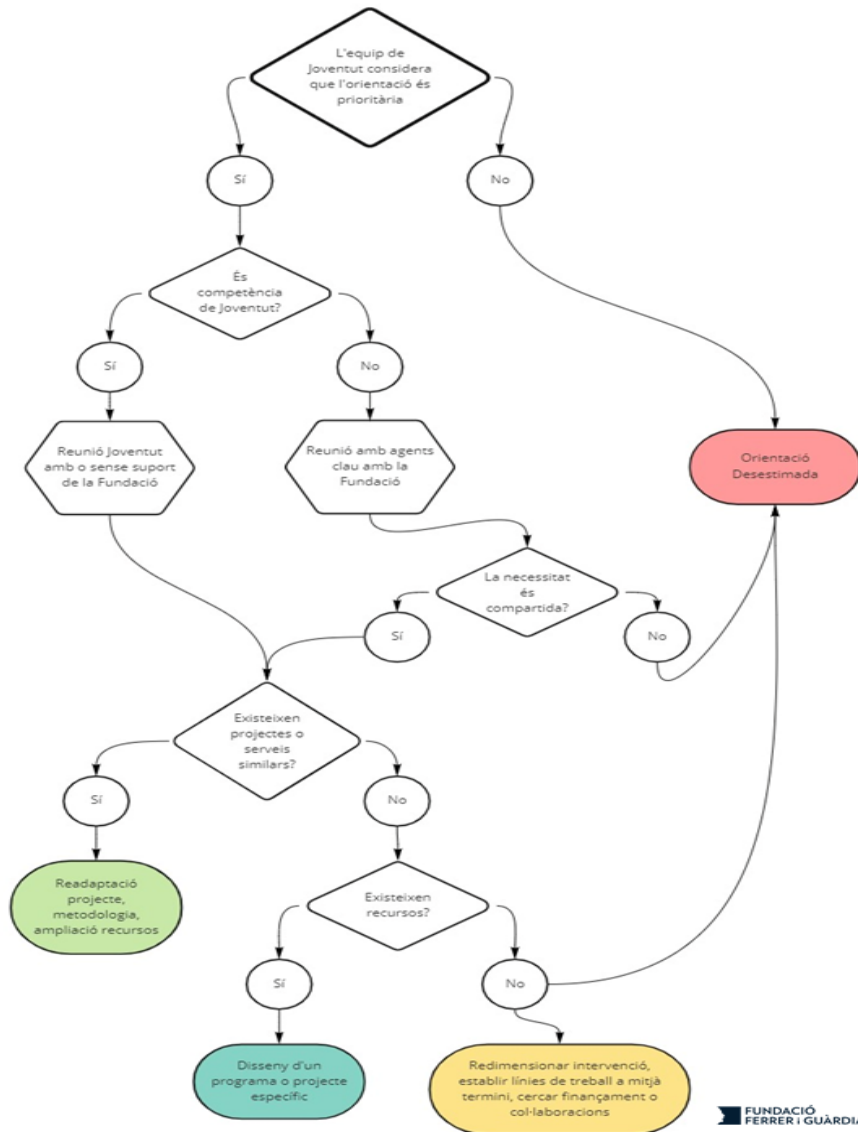 L'equip de
Joventut considera
que l'orientació és
prioritària
Sí
No
És
competència
de Joventut?
Sí
No
Reunió Joventut
amb o sense suport
de la Fundació
Reunió amb agents
clau amb la
Fundació
Orientació
Desestimada
La necessitat
és
compartida?
Sí
No
Existeixen
projectes o
serveis
similars?
Sí
No
Readaptació
projecte,
metodologia,
ampliació recursos
Existeixen
recursos?
Sí
No
Disseny d'un
programa o projecte
específic
Redimensionar intervenció,
establir línies de treball a mitjà
termini, cercar finançament o
col·laboracions
FUNDACIÓ
FERRER i GUÀRDIA